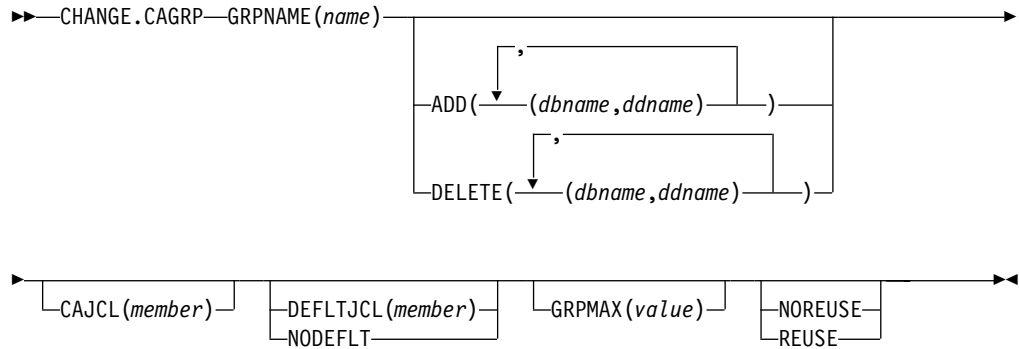 CHANGE.CAGRP GRPNAME(name)
,
ADD( (dbname,ddname) )
,
DELETE( (dbname,ddname) )
CAJCL(member) DEFLTJCL(member) GRPMAX(value) NOREUSE
NODEFLT REUSE